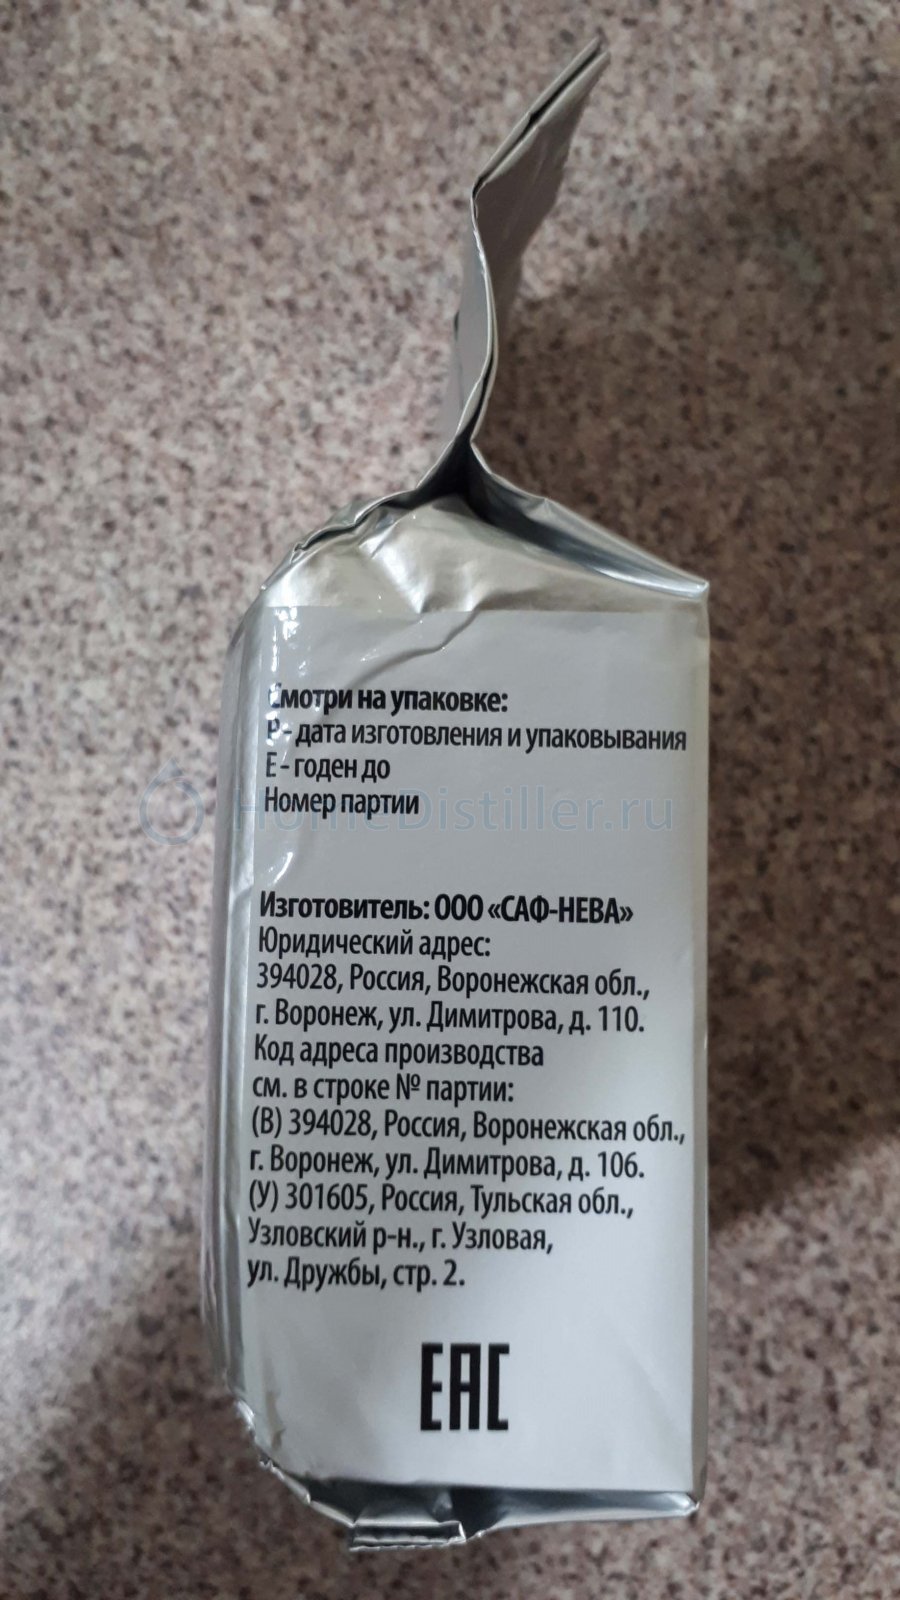 Смотри на упаковке:
P - дата изготовления и упаковывания
E - годен до
Номер партии
HomeDistiller.ru
Изготовитель: ООО «САФ-НЕВА»
Юридический адрес:
394028, Россия, Воронежская обл.,
г. Воронеж, ул. Димитрова, д. 110.
Код адреса производства
см. в строке № партии:
(В) 394028, Россия, Воронежская обл.,
г. Воронеж, ул. Димитрова, д. 106.
(У) 301605, Россия, Тульская обл.,
Узловский р-н., г. Узловая,
ул. Дружбы, стр. 2.
EAC